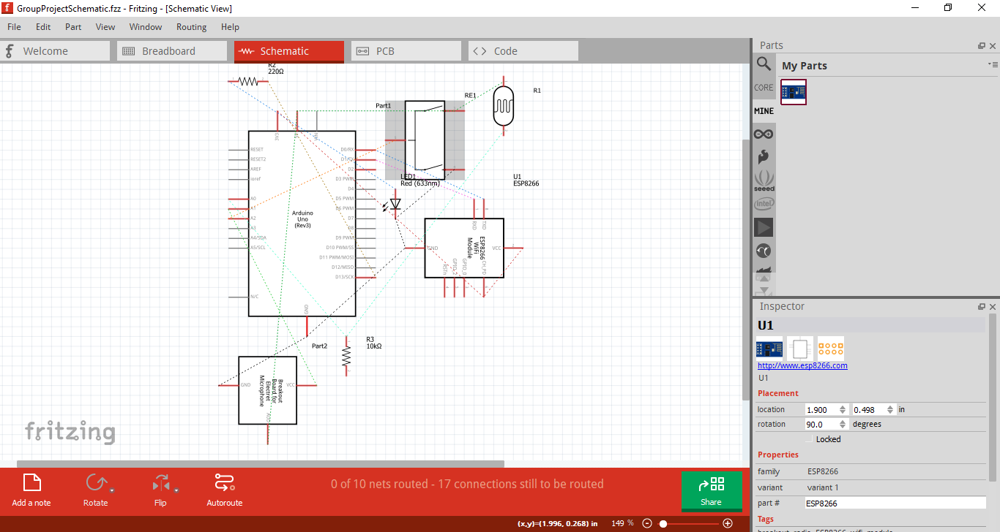 GroupProjectSchematic.fzz - Fritzing - [Schematic View]
File Edit Part View Window Routing Help
Welcome
Breadboard
Schematic
PCB
Code
R2
220Ω
Part1
RE1
R1
3V3
RESET
RESET2
AREF
ioref
A0
A1
A2
A3
A4/SDA
A5/SCL
N/C
D0/RX
D1/TX
D2
D3 PWM
D4
D5 PWM
D6 PWM
D7
D8
D9 PWM
D10 PWM/SS
D11 PWM/MOSI
D12/MISO
D13/SCK
GND
Arduino
Uno
(Rev3)
LED1
Red (633nm)
U1
ESP8266
RXD
TXD
GND
VCC
ESP8266
WiFi
Module
RSTn
GPIO_2
GPIO_0
CH_PD
Part2
R3
10kΩ
GND
VCC
Breakout
Board for
Electret
Microphone
fritzing
Add a note
Rotate
Flip
Autoroute
0 of 10 nets routed - 17 connections still to be routed
Share
(x,y)=(1.996, 0.268) in 149 %
Parts
My Parts
CORE
MINE
seeed
intel
Inspector
U1
http://www.esp8266.com
U1
Placement
location 1.900 0.498 in
rotation 90.0 degrees
Locked
Properties
family ESP8266
variant variant 1
part # ESP8266
Tags